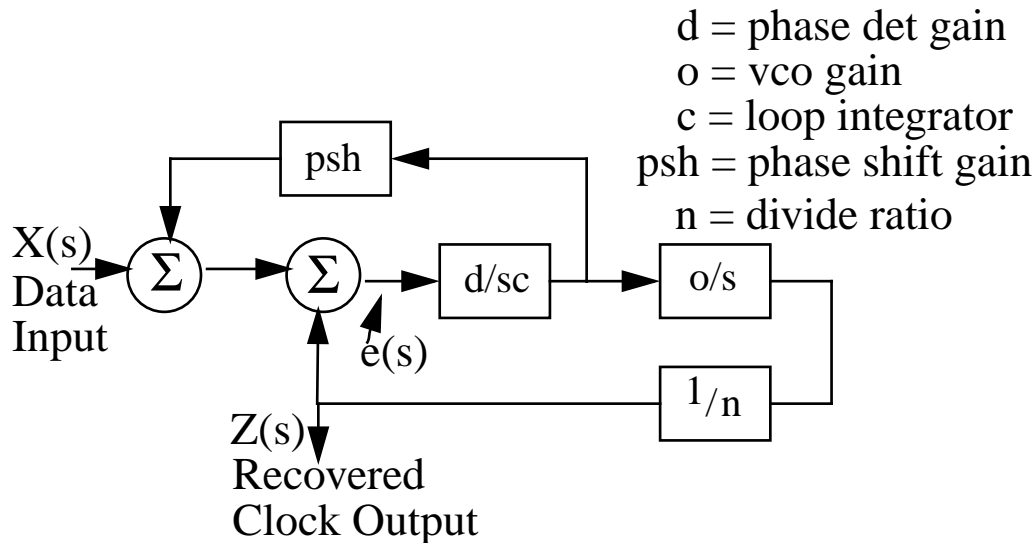 d = phase det gain
o = vco gain
c = loop integrator
psh = phase shift gain
n = divide ratio
psh
X(s)
Data
Input
Σ
Σ
d/sc
o/s
e(s)
1/n
Z(s)
Recovered
Clock Output